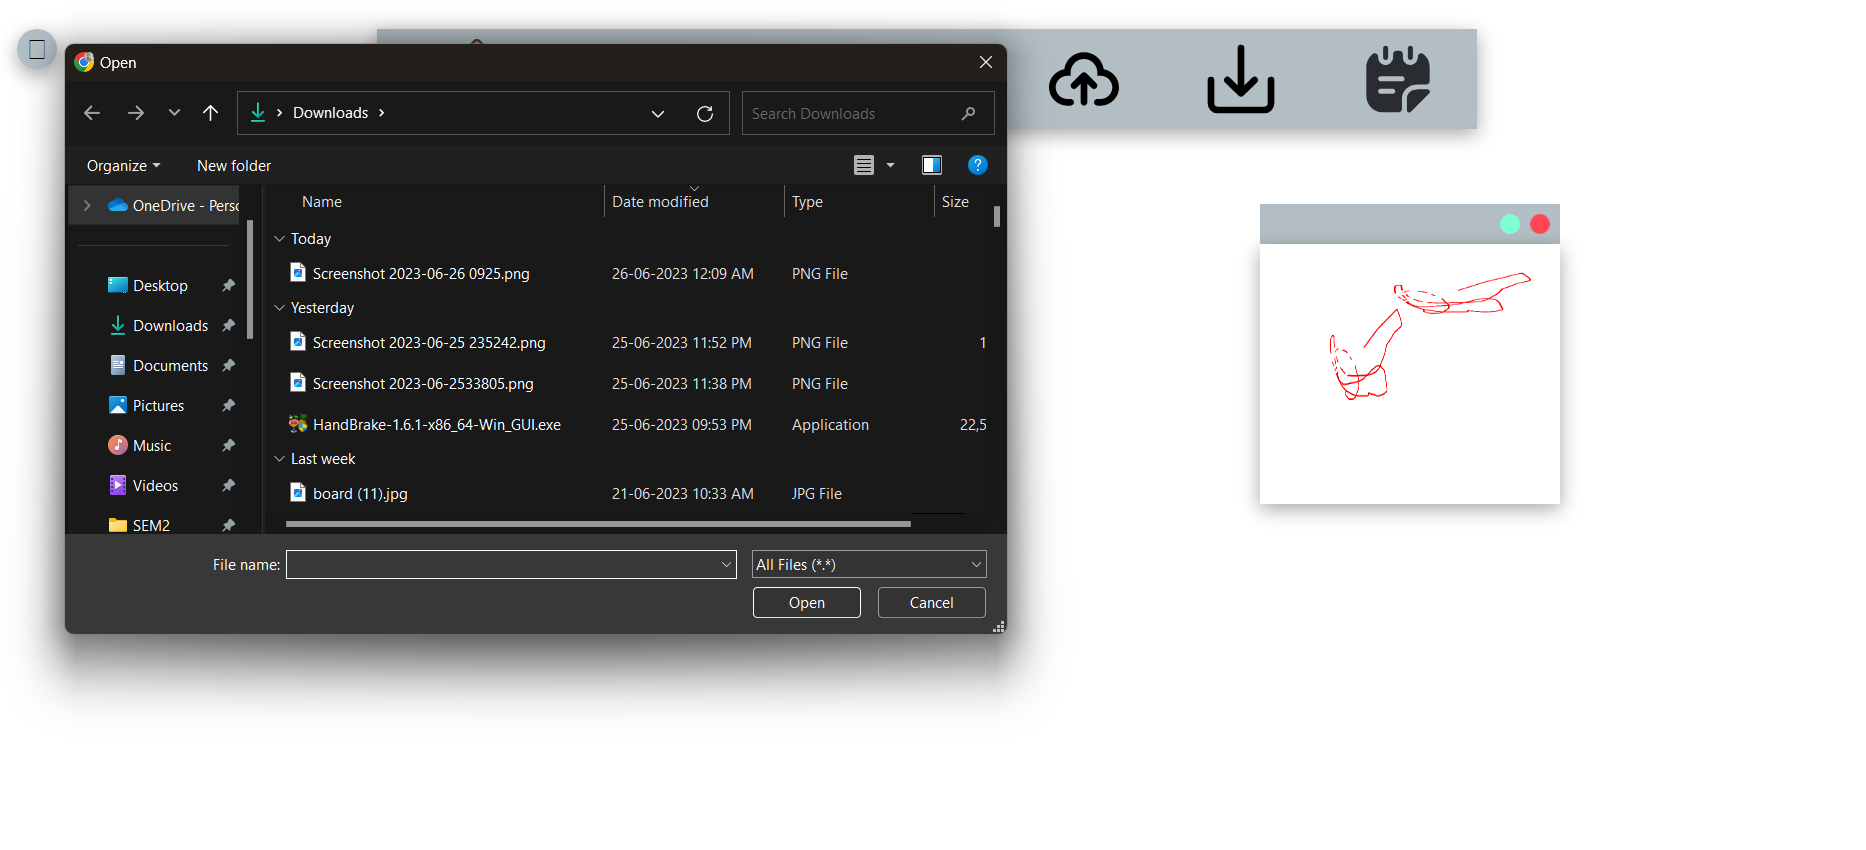 Open
Downloads
Search Downloads
Organize
New folder
OneDrive - Perso
Name
Date modified
Type
Size
Today
Screenshot 2023-06-26 0925.png
26-06-2023 12:09 AM
PNG File
Desktop
Yesterday
Downloads
Screenshot 2023-06-25 235242.png
25-06-2023 11:52 PM
PNG File
1
Documents
Screenshot 2023-06-2533805.png
25-06-2023 11:38 PM
PNG File
Pictures
HandBrake-1.6.1-x86_64-Win_GUI.exe
25-06-2023 09:53 PM
Application
22,5
Music
Last week
Videos
board (11).jpg
21-06-2023 10:33 AM
JPG File
SEM2
File name:
All Files (*.*)
Open
Cancel